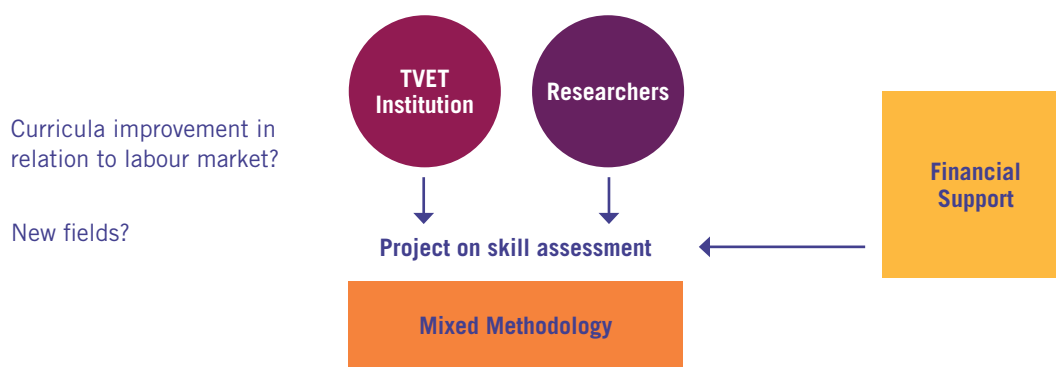 TVET
Institution
Researchers
Curricula improvement in
relation to labour market?
New fields?
Financial
Support
Project on skill assessment
Mixed Methodology